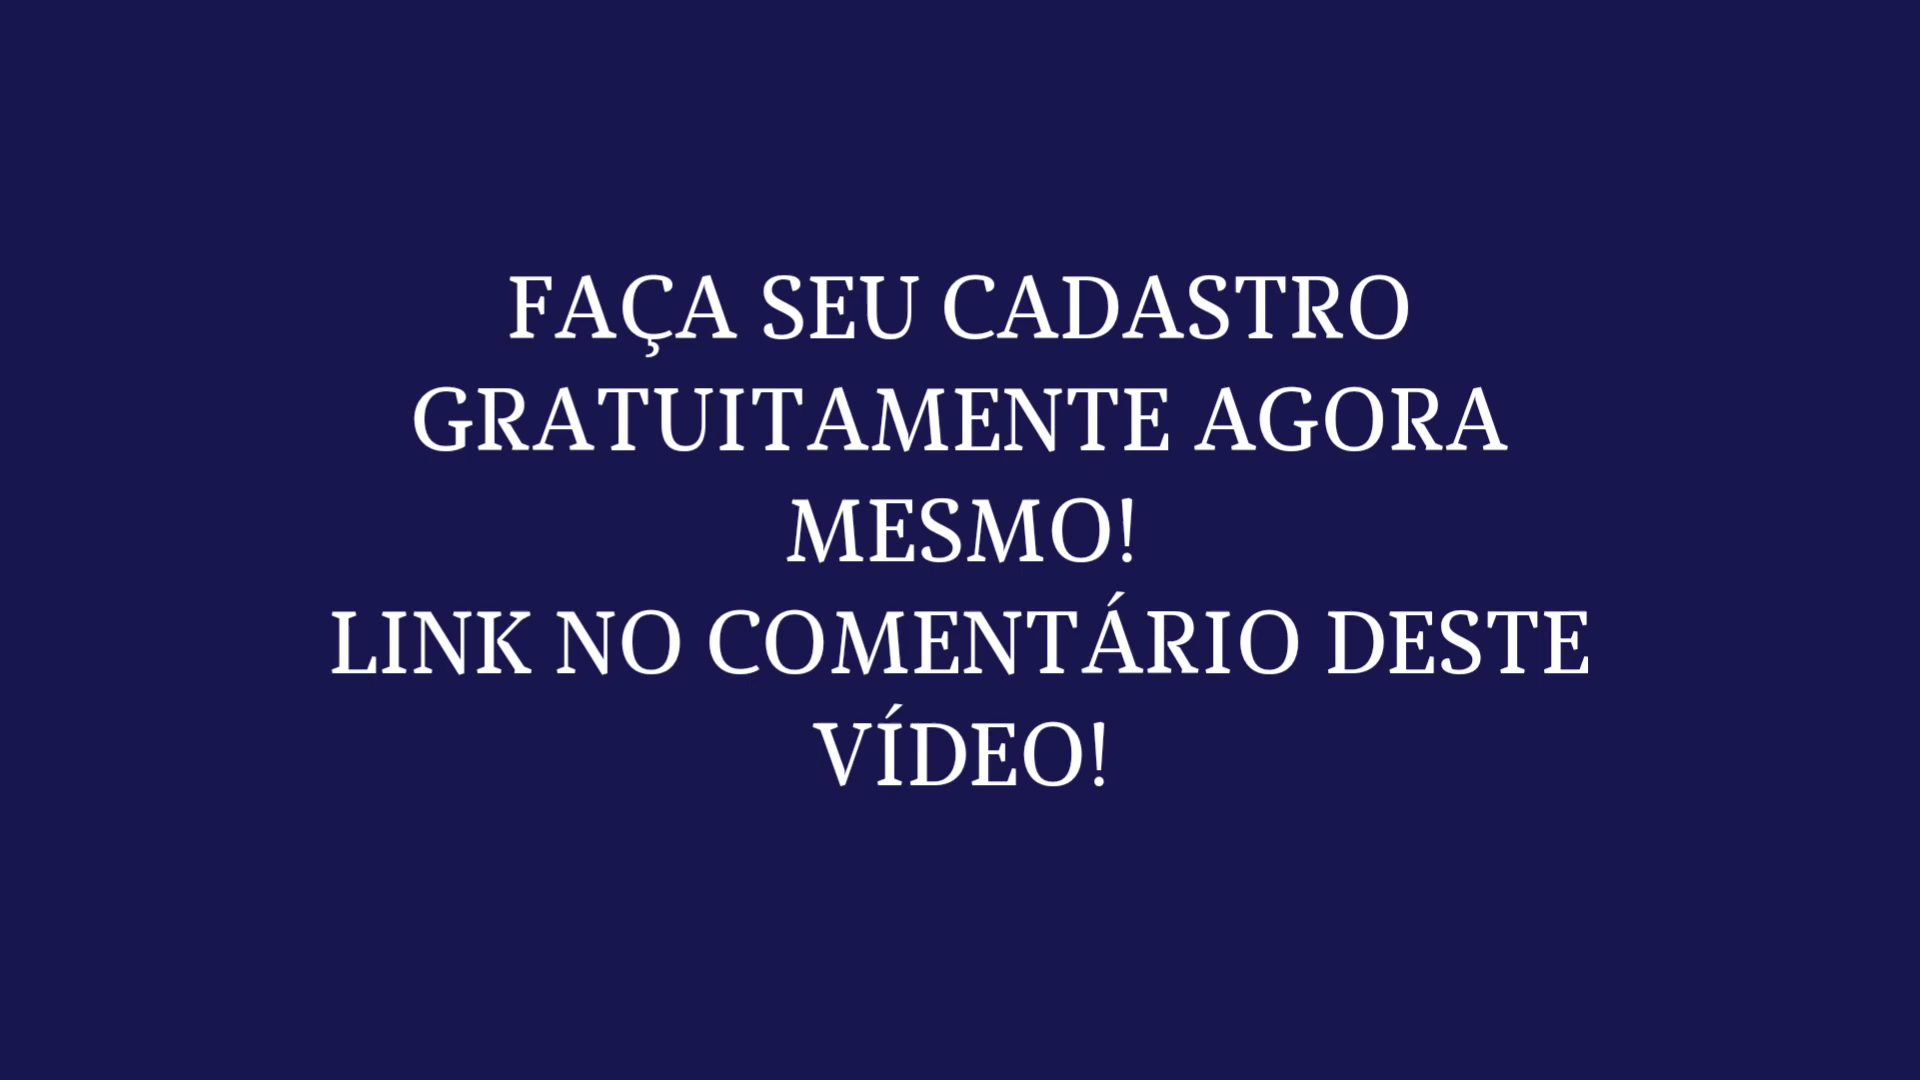 FAÇA SEU CADASTRO
GRATUITAMENTE AGORA
MESMO!
LINK NO COMENTÁRIO DESTE
VÍDEO!